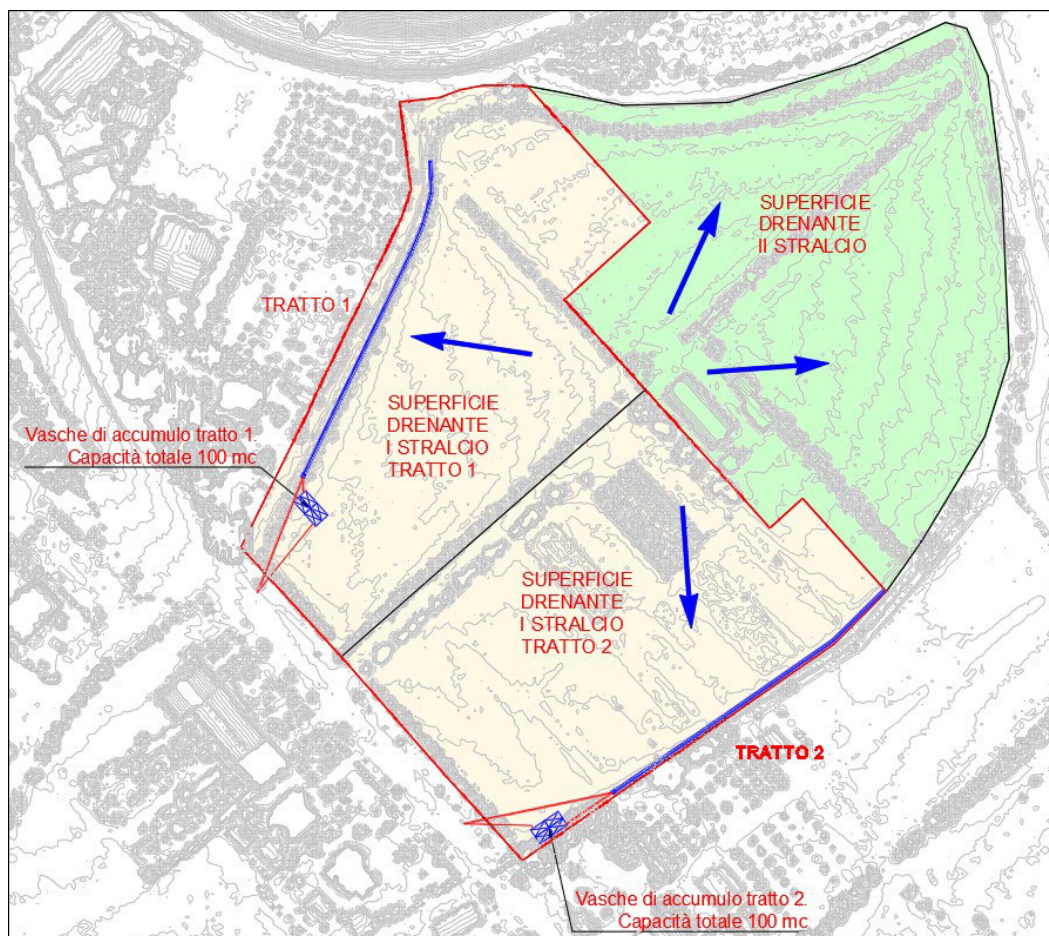 SUPERFICIE
DRENANTE
II STRALCIO
TRATTO 1
SUPERFICIE
DRENANTE
I STRALCIO
TRATTO 1
Vasche di accumulo tratto 1.
Capacità totale 100 mc
SUPERFICIE
DRENANTE
I STRALCIO
TRATTO 2
TRATTO 2
Vasche di accumulo tratto 2.
Capacità totale 100 mc